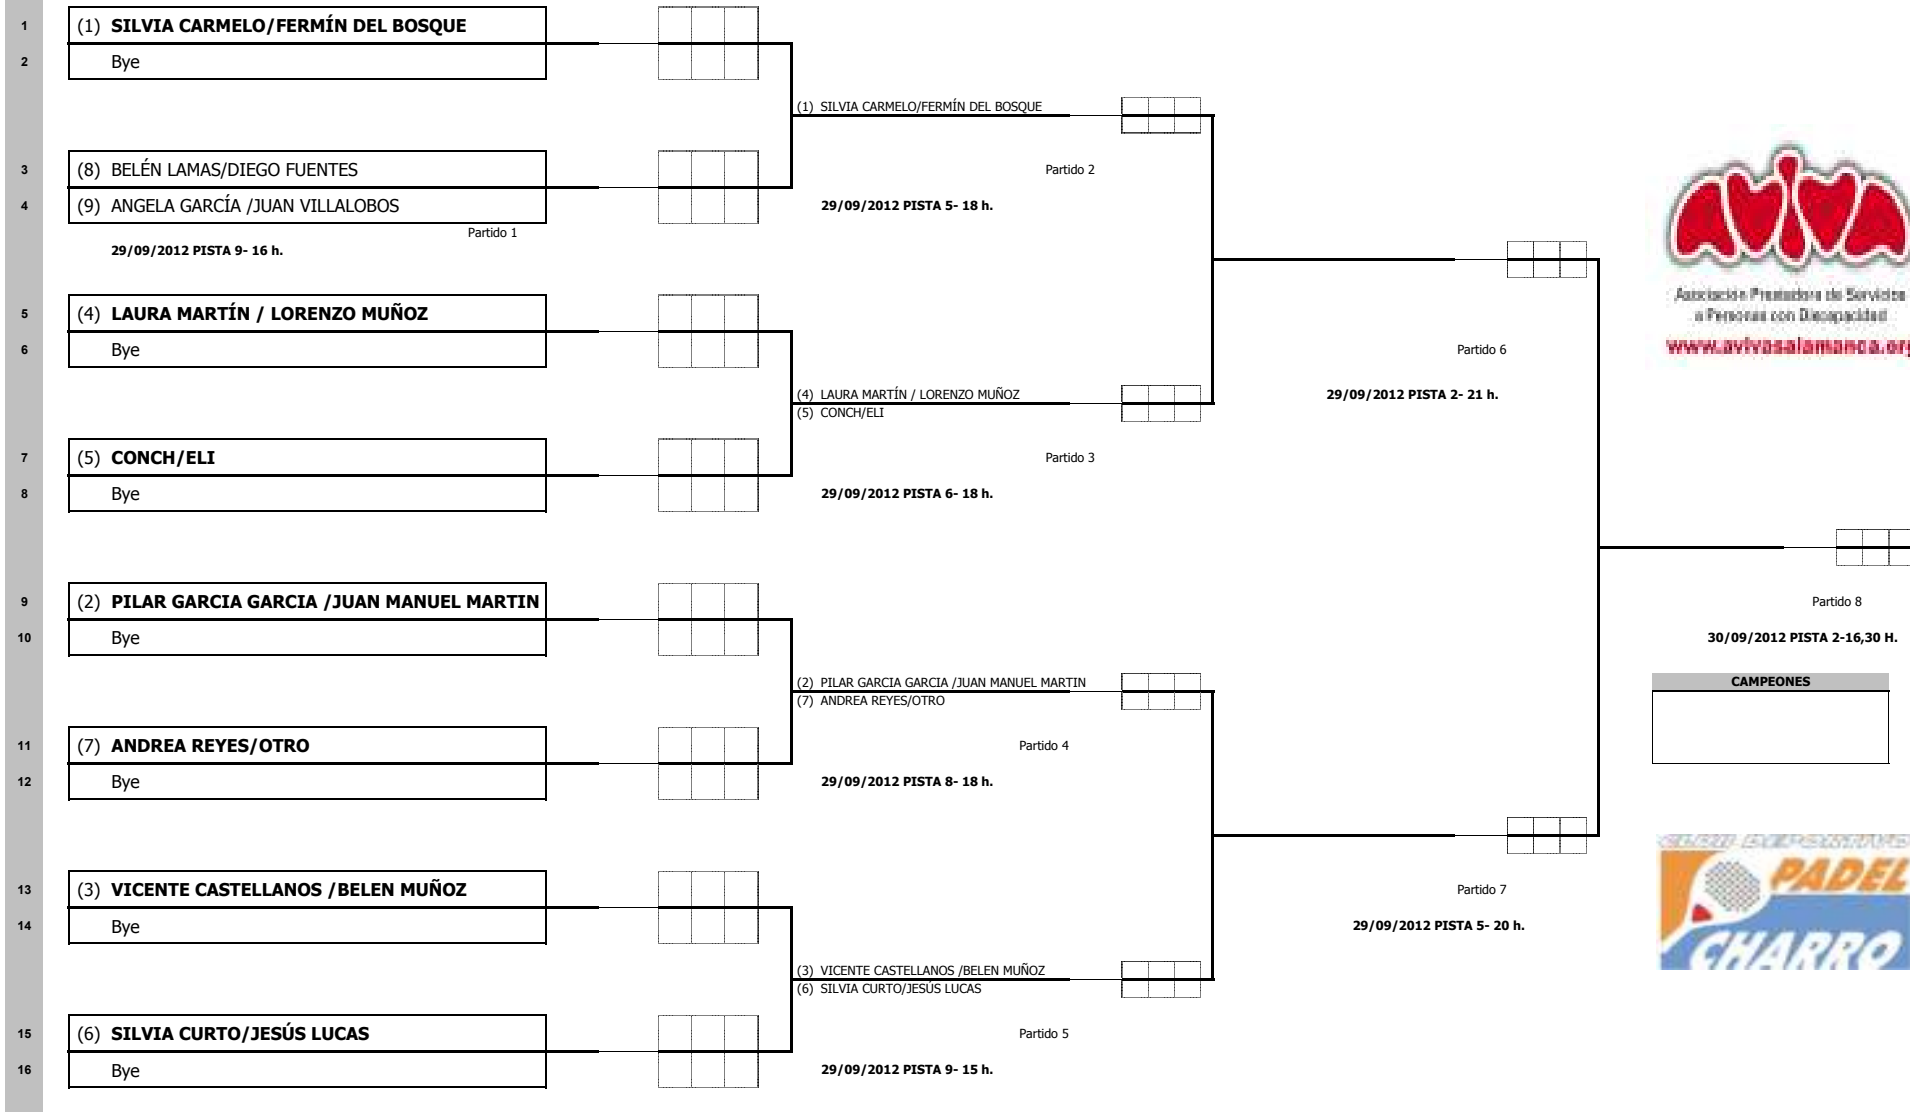 1 (1) SILVIA CARMELO/FERMÍN DEL BOSQUE
2 Bye
(1) SILVIA CARMELO/FERMÍN DEL BOSQUE
3 (8) BELÉN LAMAS/DIEGO FUENTES
Partido 2
4 (9) ANGELA GARCÍA /JUAN VILLALOBOS
29/09/2012 PISTA 5- 18 h.
Partido 1
29/09/2012 PISTA 9- 16 h.
aviva
Asociación Prestadora de Servicios
a Personas con Discapacidad
www.avivasalamanca.org
5 (4) LAURA MARTÍN / LORENZO MUÑOZ
6 Bye
Partido 6
29/09/2012 PISTA 2- 21 h.
(4) LAURA MARTÍN / LORENZO MUÑOZ
(5) CONCH/ELI
7 (5) CONCH/ELI
Partido 3
8 Bye
29/09/2012 PISTA 6- 18 h.
9 (2) PILAR GARCIA GARCIA /JUAN MANUEL MARTIN
Partido 8
10 Bye
30/09/2012 PISTA 2-16,30 H.
CAMPEONES
(2) PILAR GARCIA GARCIA /JUAN MANUEL MARTIN
(7) ANDREA REYES/OTRO
11 (7) ANDREA REYES/OTRO
Partido 4
12 Bye
29/09/2012 PISTA 8- 18 h.
CLUB DEPORTIVO
PADEL
CHARRO
13 (3) VICENTE CASTELLANOS /BELEN MUÑOZ
Partido 7
14 Bye
29/09/2012 PISTA 5- 20 h.
(3) VICENTE CASTELLANOS /BELEN MUÑOZ
(6) SILVIA CURTO/JESÚS LUCAS
15 (6) SILVIA CURTO/JESÚS LUCAS
Partido 5
16 Bye
29/09/2012 PISTA 9- 15 h.